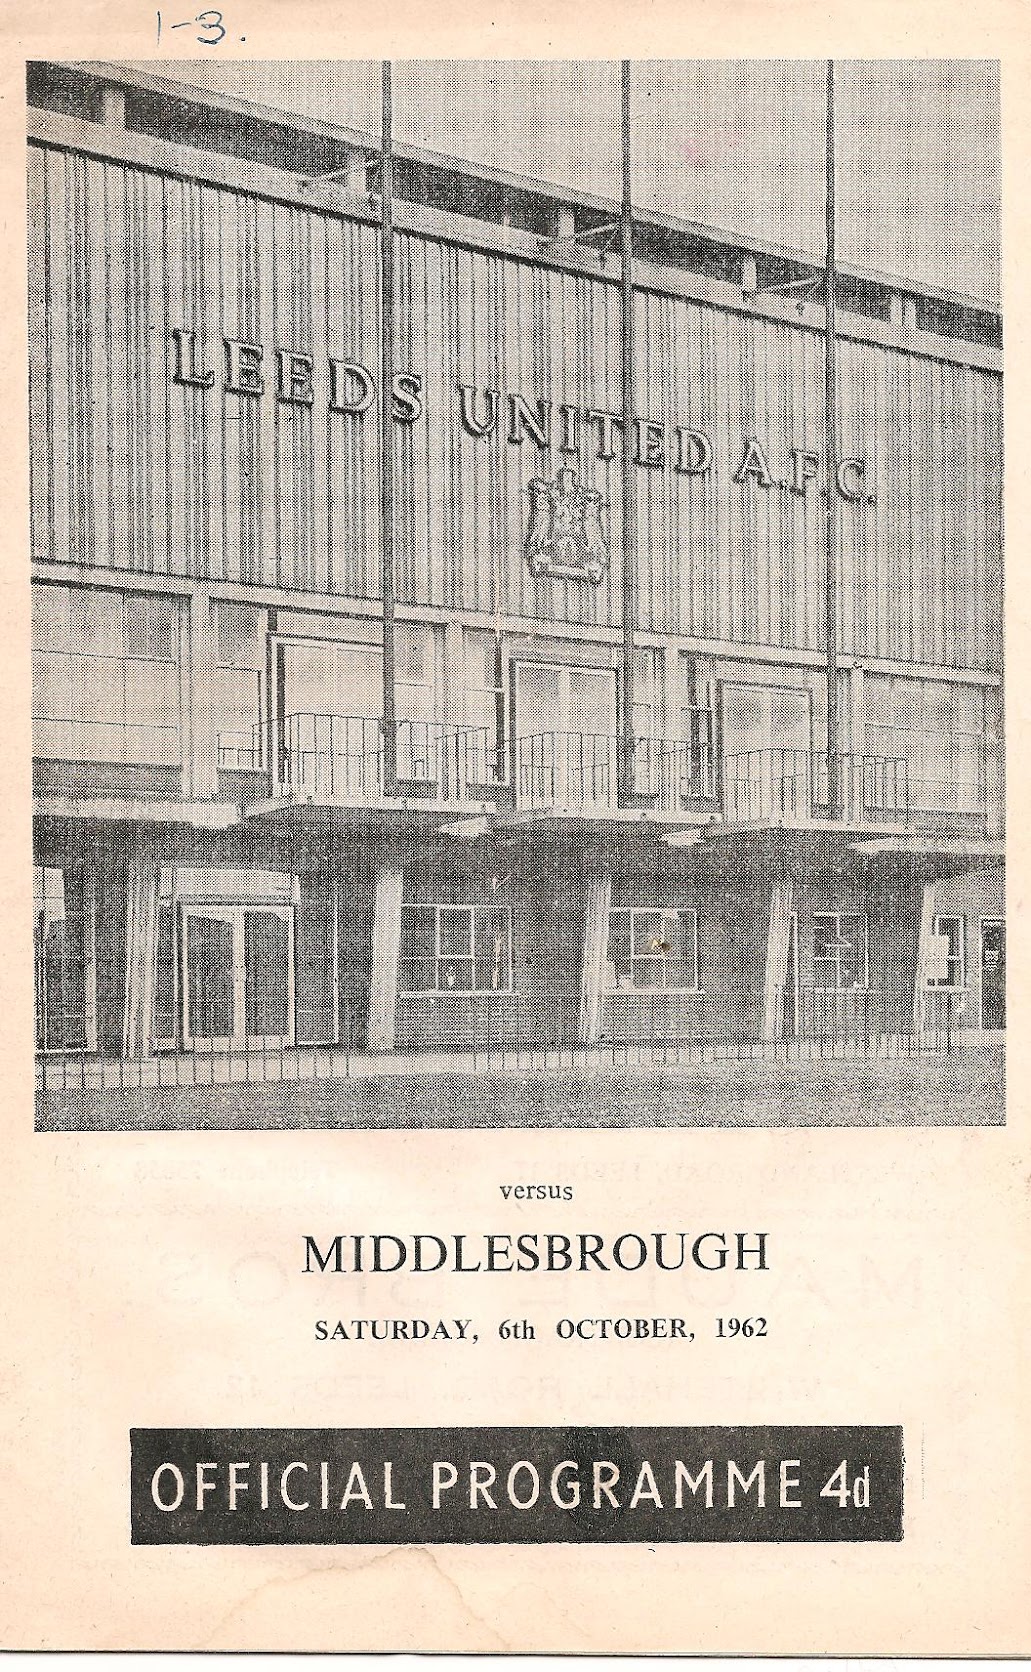 1-3.
LEEDS UNITED A.F.C.
versus
MIDDLESBROUGH
SATURDAY, 6th OCTOBER, 1962
OFFICIAL PROGRAMME 4d